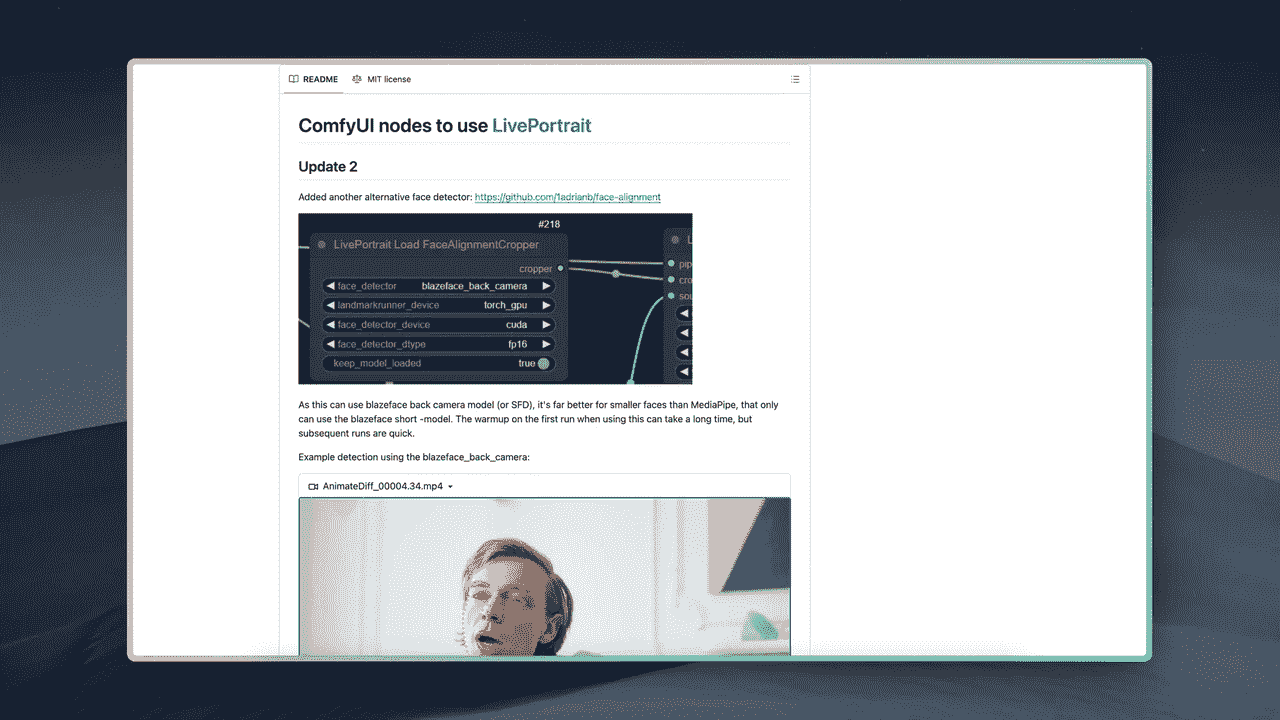 README MIT license
ComfyUI nodes to use LivePortrait
Update 2
Added another alternative face detector: https://github.com/1adrianb/face-alignment
#218
LivePortrait Load FaceAlignmentCropper
L
cropper
pip
face_detector blazeface_back_camera
cro
landmarkrunner_device torch_gpu
sou
face_detector_device cuda
face_detector_dtype fp16
keep_model_loaded true
As this can use blazeface back camera model (or SFD), it's far better for smaller faces than MediaPipe, that only
can use the blazeface short -model. The warmup on the first run when using this can take a long time, but
subsequent runs are quick.
Example detection using the blazeface_back_camera:
AnimateDiff_00004.34.mp4